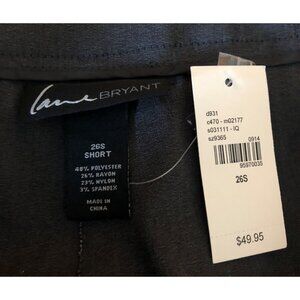 Lane BRYANT
26S
SHORT
48% POLYESTER
26% RAYON
23% NYLON
3% SPANDEX
MADE IN
CHINA
d931
c470 - m02177
s031111 - IQ
sz9365 0914
95970035
26S
$49.95